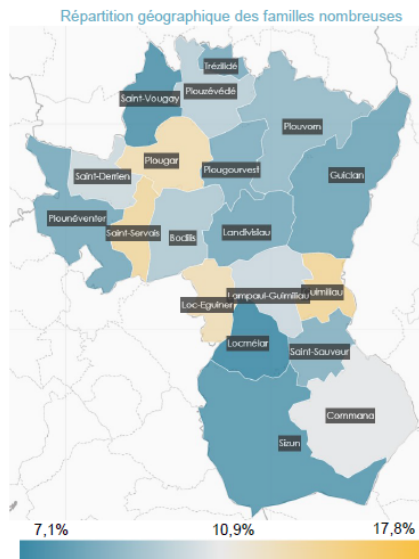 Répartition géographique des familles nombreuses
Trézilidé
Plouzévédé
Saint-Vougay
Plouvorn
Plougar
Plougourvest
Saint-Derrien
Guiclan
Plounéventer
Saint-Servais
Bodilis
Landivisiau
Loc-Eguiner
Lampaul-Guimiliau
uimiliau
Locmélar
Saint-Sauveur
Commana
Sizun
7,1% 10,9% 17,8%